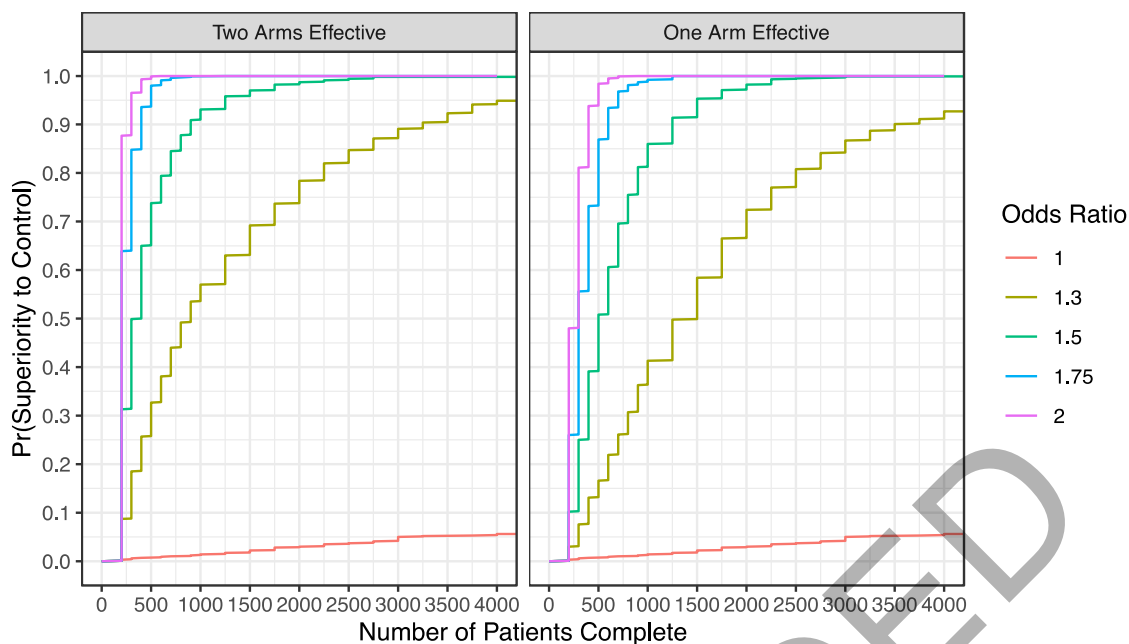 Two Arms Effective
One Arm Effective
Pr(Superiority to Control)
1.0
0.9
0.8
0.7
0.6
0.5
0.4
0.3
0.2
0.1
0.0
0 500 1000 1500 2000 2500 3000 3500 4000
0 500 1000 1500 2000 2500 3000 3500 4000
Number of Patients Complete
Odds Ratio
1
1.3
1.5
1.75
2
ED